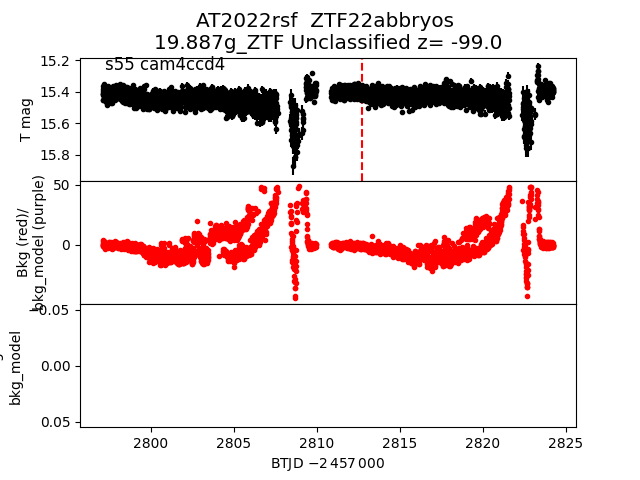 AT2022rsf  ZTF22abbryos
19.887g_ZTF Unclassified z= -99.0
s55 cam4ccd4
15.2
15.4
15.6
15.8
T mag
50
0
Bkg (red)/
bkg_model (purple)
0.05
0.00
0.05
bkg_model
2800 2805 2810 2815 2820 2825
BTJD −2 457 000